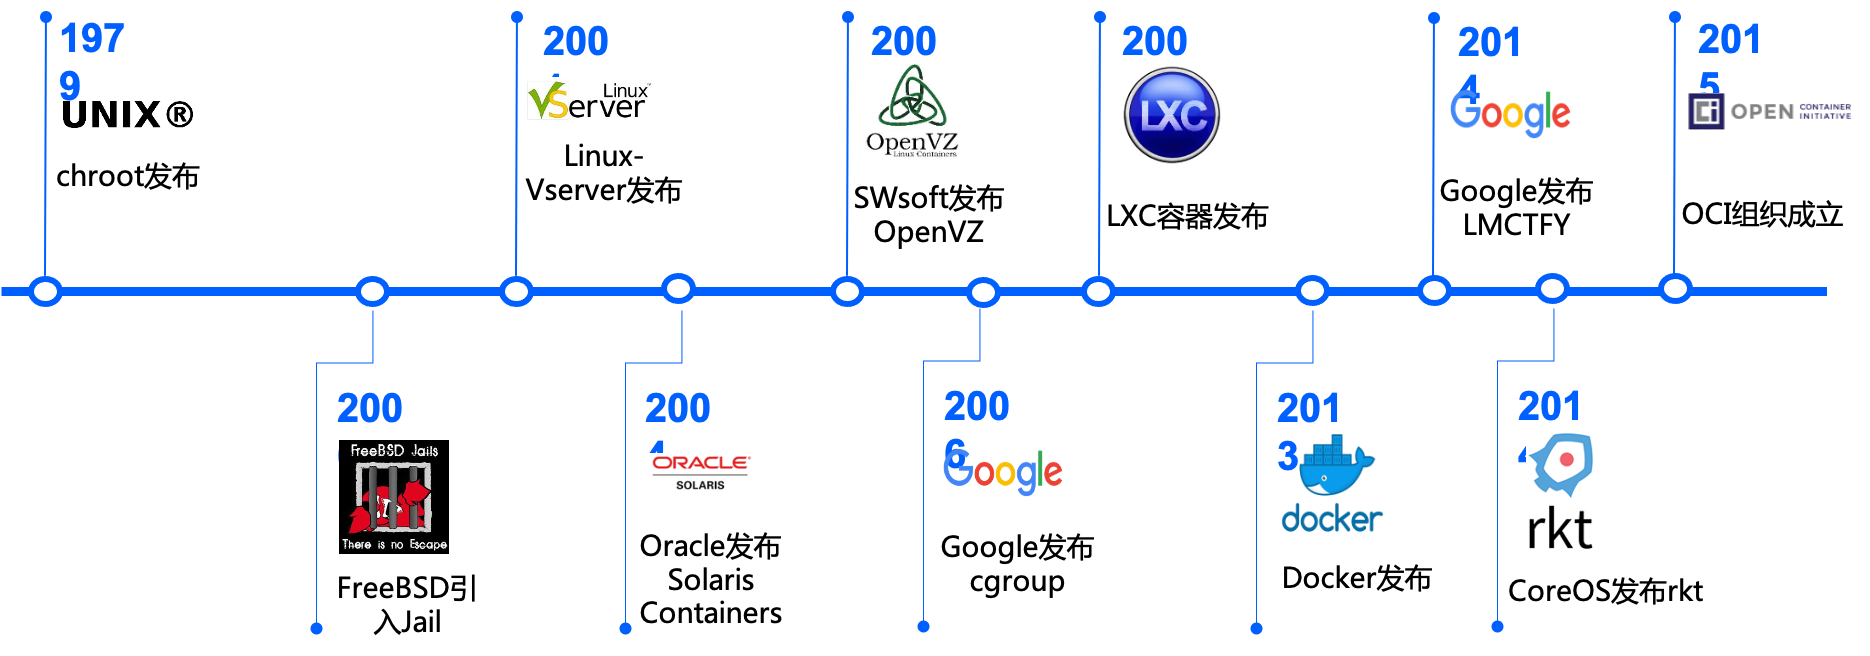 197
9
UNIX®
chroot发布
200
FreeBSD Jails
There is no Escape
FreeBSD引
入Jail
200
Linux™
VServer
Linux-
Vserver发布
200
4
ORACLE®
SOLARIS
Oracle发布
Solaris
Containers
200
OpenVZ
Linux Containers
SWsoft发布
OpenVZ
200
6
Google
Google发布
cgroup
200
LXC
LXC容器发布
201
3
docker
Docker发布
201
4
Google
Google发布
LMCTFY
201
4
rkt
CoreOS发布rkt
201
5
Ci OPEN CONTAINER
INITIATIVE
OCI组织成立